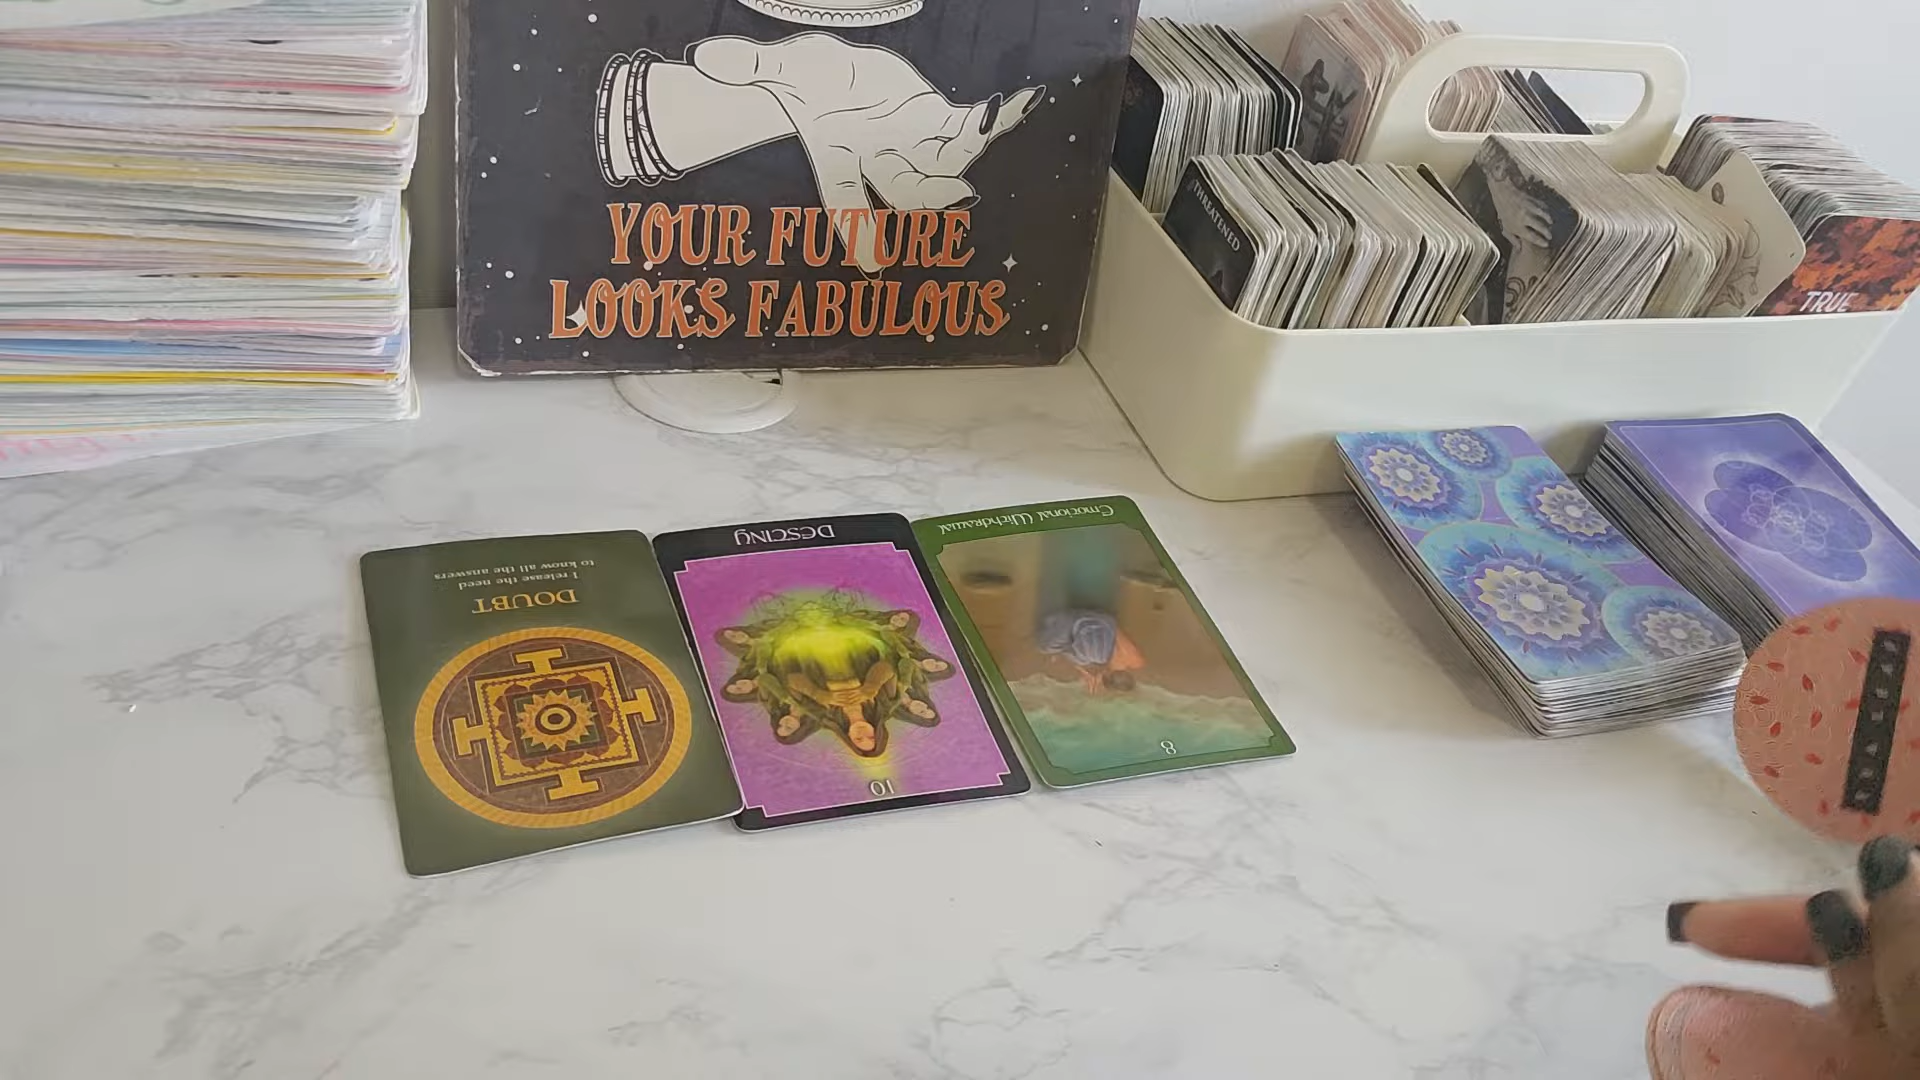 YOUR FUTURE
LOOKS FABULOUS
THREATENED
TRUE
DOUBT
I release the need
to know all the answers
DESTINY
10
Emotional Withdrawal
8